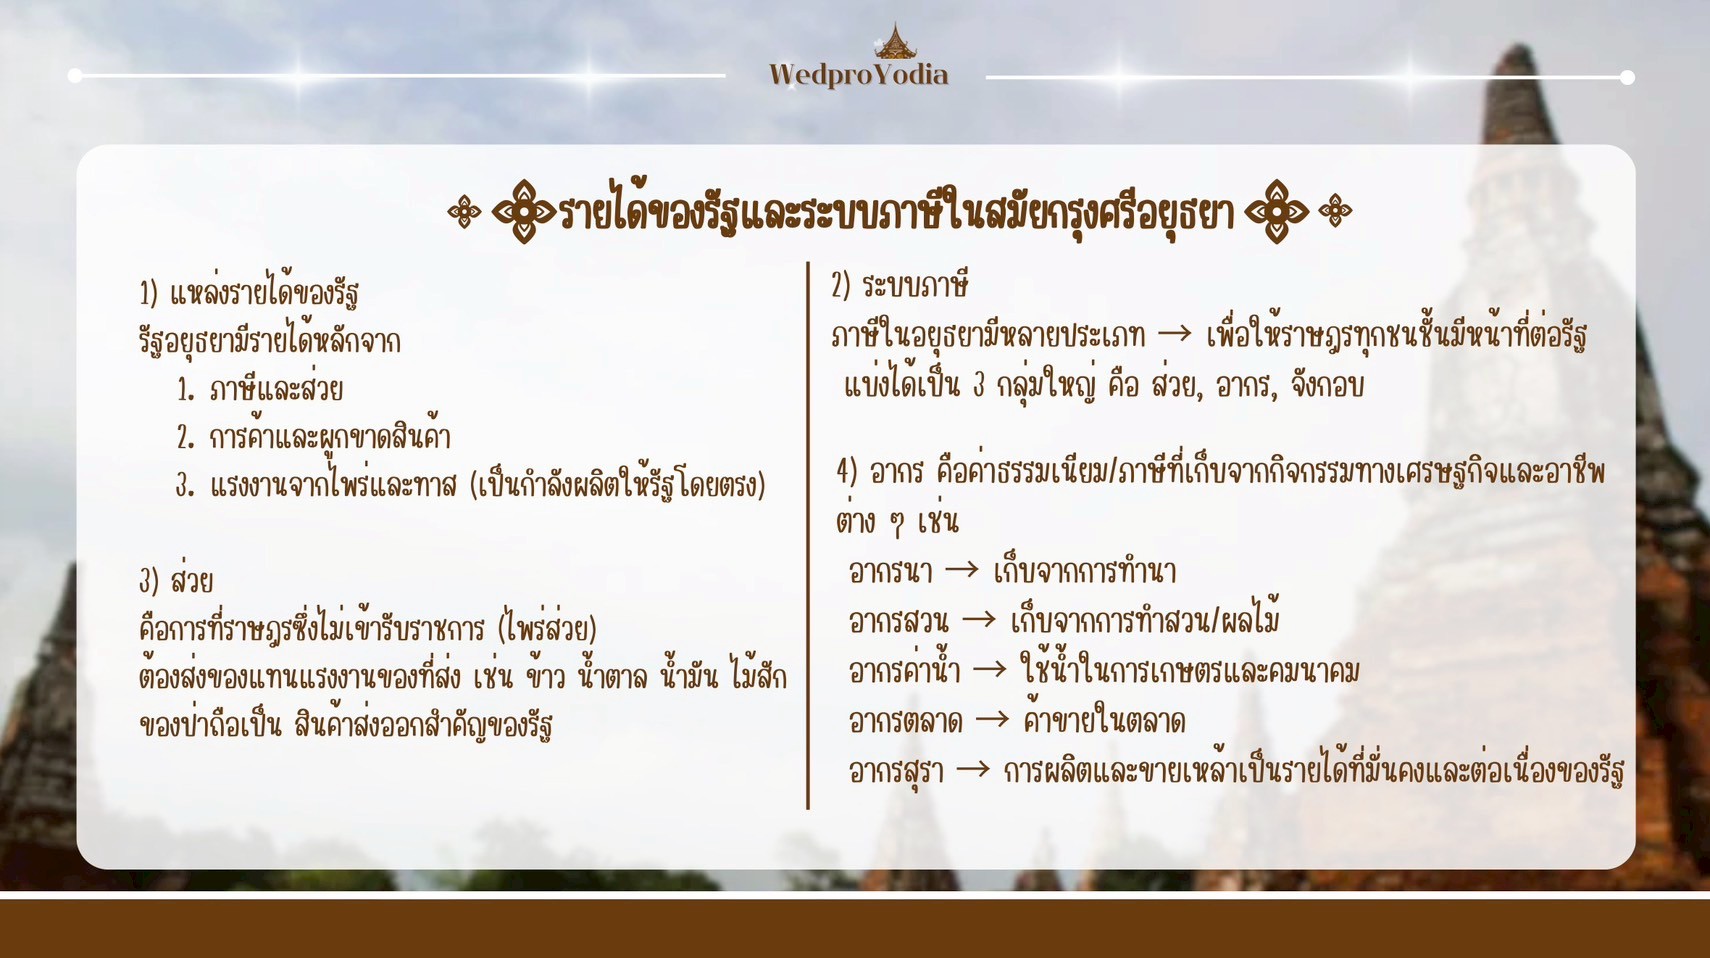 WedproYodia
รายได้ของรัฐและระบบภาษีในสมัยกรุงศรีอยุธยา
1) แหล่งรายได้ของรัฐ
รัฐอยุธยามีรายได้หลักจาก
1. ภาษีและส่วย
2. การค้าและผูกขาดสินค้า
3. แรงงานจากไพร่และทาส (เป็นกำลังผลิตให้รัฐโดยตรง)
3) ส่วย
คือการที่ราษฎรซึ่งไม่เข้ารับราชการ (ไพร่ส่วย)
ต้องส่งของแทนแรงงานของที่ส่ง เช่น ข้าว น้ำตาล น้ำมัน ไม้สัก
ของป่าถือเป็น สินค้าส่งออกสำคัญของรัฐ
2) ระบบภาษี
ภาษีในอยุธยามีหลายประเภท → เพื่อให้ราษฎรทุกชนชั้นมีหน้าที่ต่อรัฐ
แบ่งได้เป็น 3 กลุ่มใหญ่ คือ ส่วย, อากร, จังกอบ
4) อากร คือค่าธรรมเนียม/ภาษีที่เก็บจากกิจกรรมทางเศรษฐกิจและอาชีพ
ต่าง ๆ เช่น
อากรนา → เก็บจากการทำนา
อากรสวน → เก็บจากการทำสวน/ผลไม้
อากรค่าน้ำ → ใช้น้ำในการเกษตรและคมนาคม
อากรตลาด → ค้าขายในตลาด
อากรสุรา → การผลิตและขายเหล้าเป็นรายได้ที่มั่นคงและต่อเนื่องของรัฐ